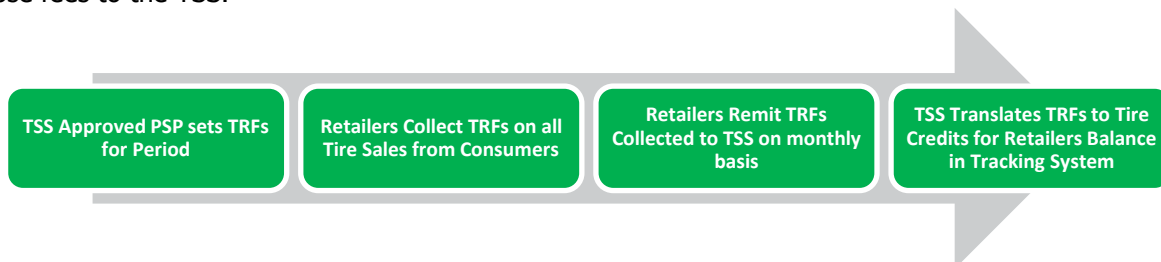 TSS Approved PSP sets TRFs
for Period
Retailers Collect TRFs on all
Tire Sales from Consumers
Retailers Remit TRFs
Collected to TSS on monthly
basis
TSS Translates TRFs to Tire
Credits for Retailers Balance
in Tracking System